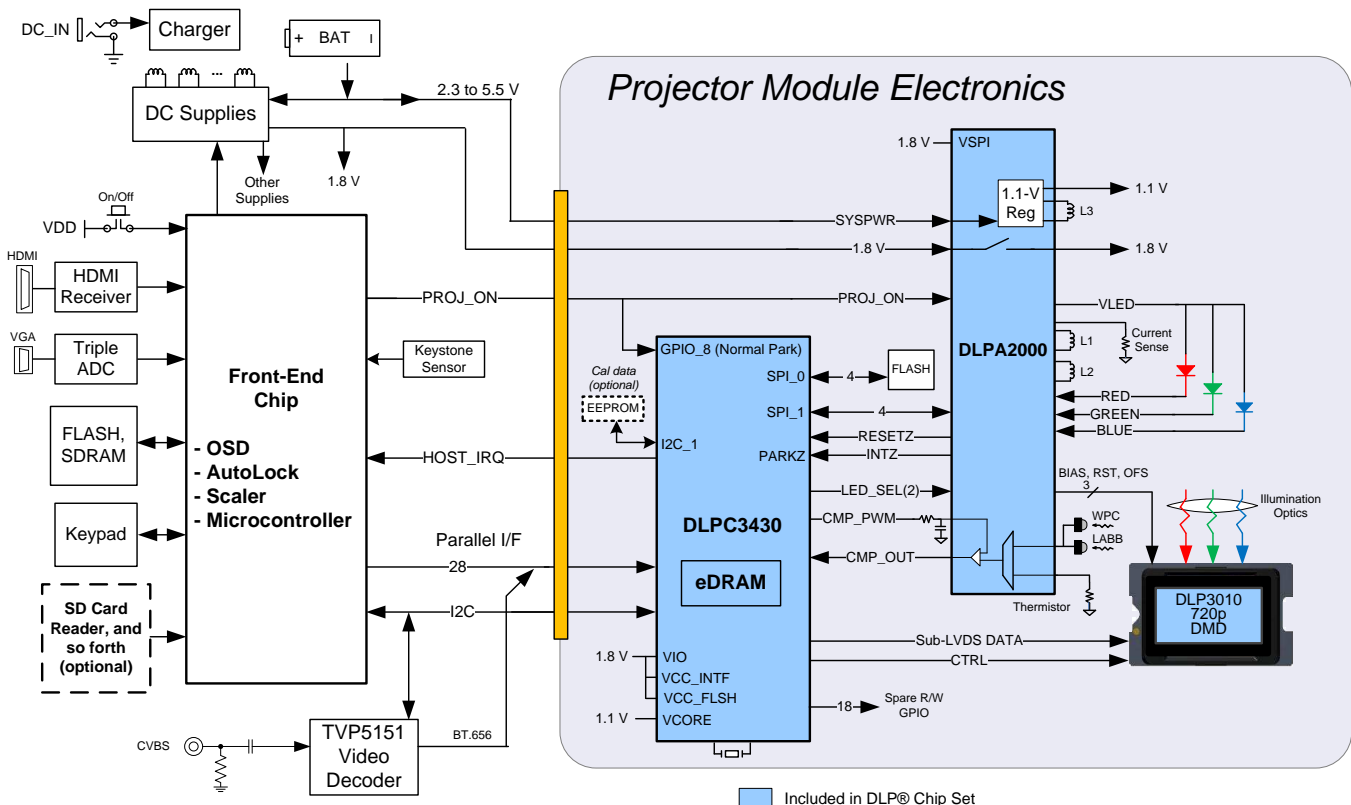 DC_IN
Charger
+ BAT I
DC Supplies
2.3 to 5.5 V
Other
Supplies
1.8 V
Projector Module Electronics
On/Off
VDD
HDMI
HDMI
Receiver
VGA
Triple
ADC
FLASH,
SDRAM
Keypad
SD Card
Reader, and
so forth
(optional)
Front-End
Chip
- OSD
- AutoLock
- Scaler
- Microcontroller
PROJ_ON
Keystone
Sensor
HOST_IRQ
Parallel I/F
28
I2C
CVBS
TVP5151
Video
Decoder
BT.656
SYSPWR
1.8 V
PROJ_ON
Cal data
(optional)
EEPROM
GPIO_8 (Normal Park)
SPI_0
4
FLASH
SPI_1
4
I2C_1
RESETZ
PARKZ
INTZ
LED_SEL(2)
DLPC3430
CMP_PWM
CMP_OUT
eDRAM
Sub-LVDS DATA
CTRL
1.8 V
VIO
VCC_INTF
VCC_FLSH
1.1 V
VCORE
18
Spare R/W
GPIO
1.8 V
VSPI
1.1-V
Reg
1.1 V
L3
1.8 V
DLPA2000
VLED
Current
Sense
L1
L2
RED
GREEN
BLUE
BIAS, RST, OFS
3
WPC
LABB
Thermistor
Illumination
Optics
DLP3010
720p
DMD
Included in DLP® Chip Set